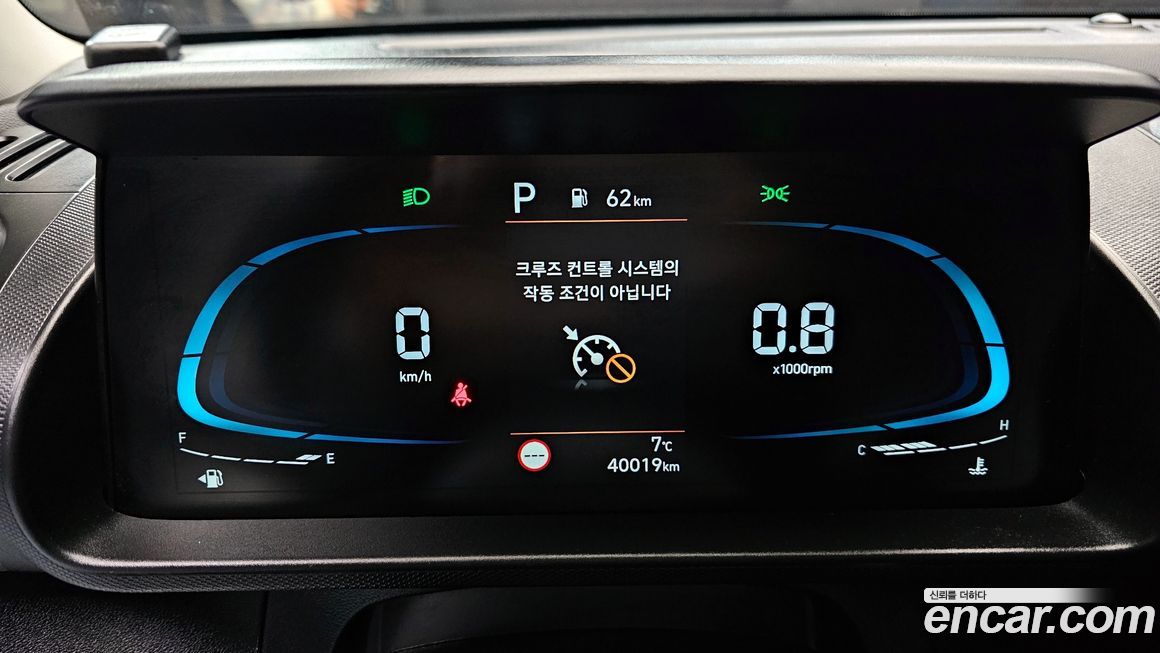 P 62km
크루즈 컨트롤 시스템의
작동 조건이 아닙니다
0
km/h
0.8
x1000rpm
F
E
---
7℃
40019km
C
H
신뢰를 더하다
encar.com